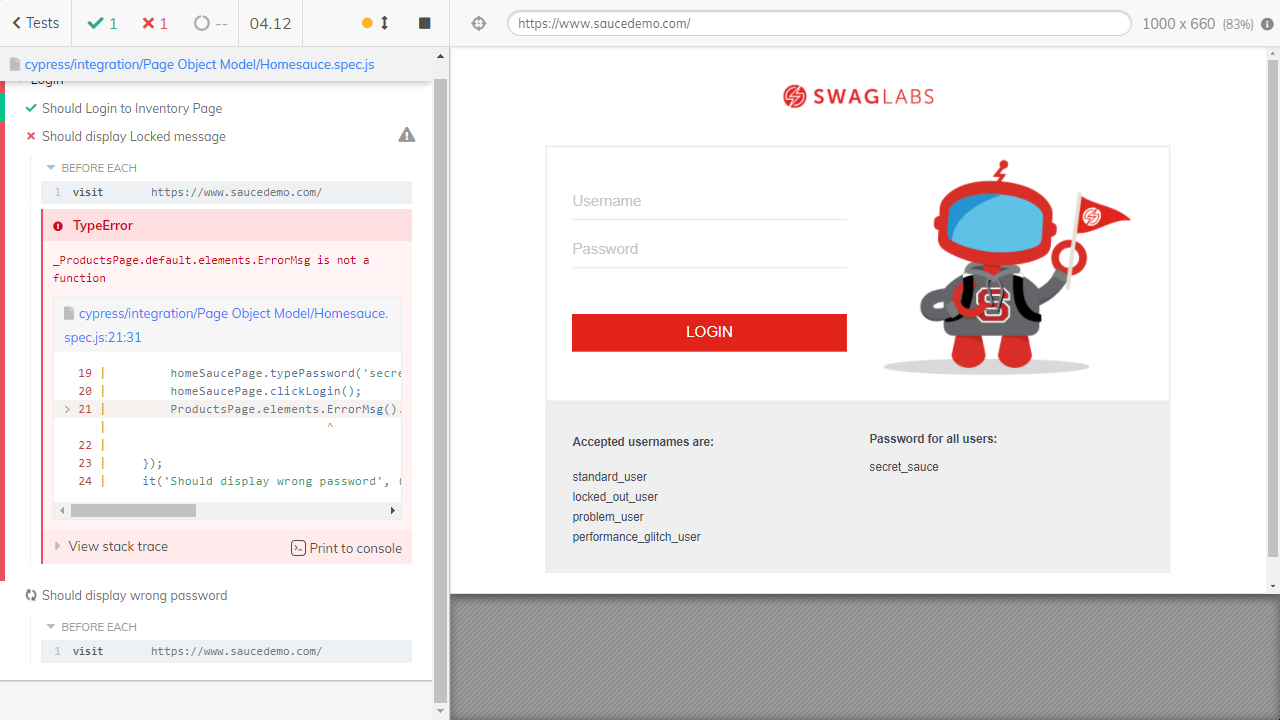 Tests
1
1
--
04.12
https://www.saucedemo.com/
1000 x 660 (83%)
cypress/integration/Page Object Model/Homesauce.spec.js
Login
Should Login to Inventory Page
Should display Locked message
BEFORE EACH
1 visit https://www.saucedemo.com/
TypeError
_ProductsPage.default.elements.ErrorMsg is not a
function
cypress/integration/Page Object Model/Homesauce.
spec.js:21:31
19 | homeSaucePage.typePassword('secre
20 | homeSaucePage.clickLogin();
> 21 | ProductsPage.elements.ErrorMsg().
| ^
22 |
23 | });
24 | it('Should display wrong password', (
View stack trace
Print to console
Should display wrong password
BEFORE EACH
1 visit https://www.saucedemo.com/
SWAGLABS
Username
Password
LOGIN
S
Accepted usernames are:
standard_user
locked_out_user
problem_user
performance_glitch_user
Password for all users:
secret_sauce